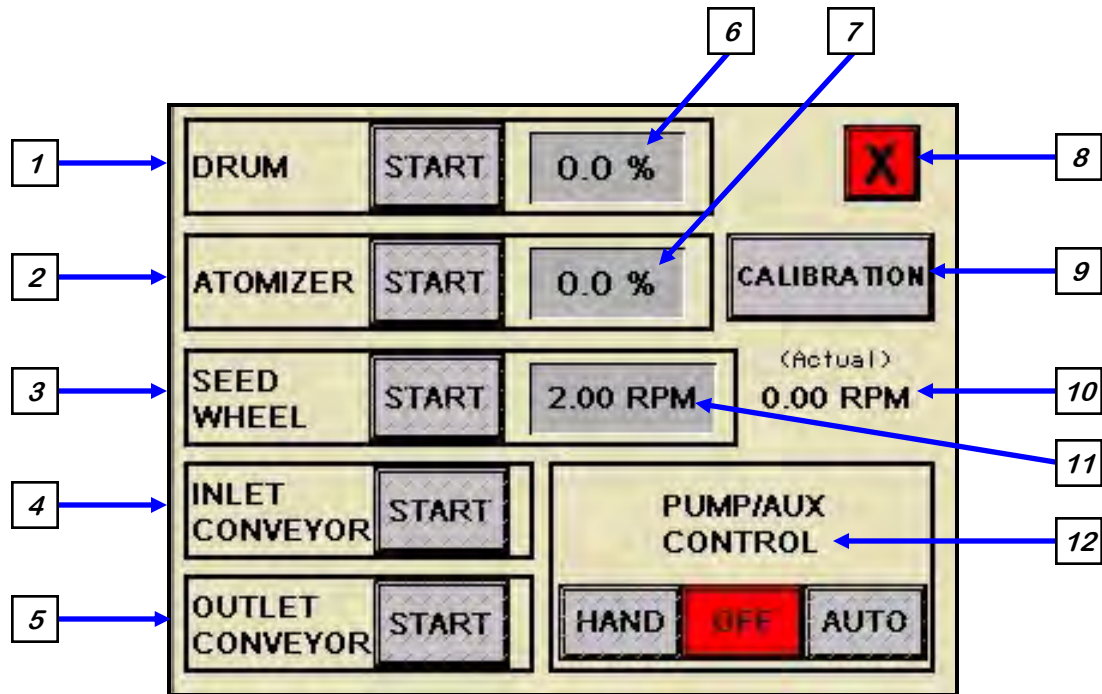 6 7
1 DRUM START 0.0 % X 8
2 ATOMIZER START 0.0 % CALIBRATION 9
(Actual)
3 SEED WHEEL START 2.00 RPM 0.00 RPM 10
11
4 INLET CONVEYOR START PUMP/AUX CONTROL 12
5 OUTLET CONVEYOR START HAND OFF AUTO